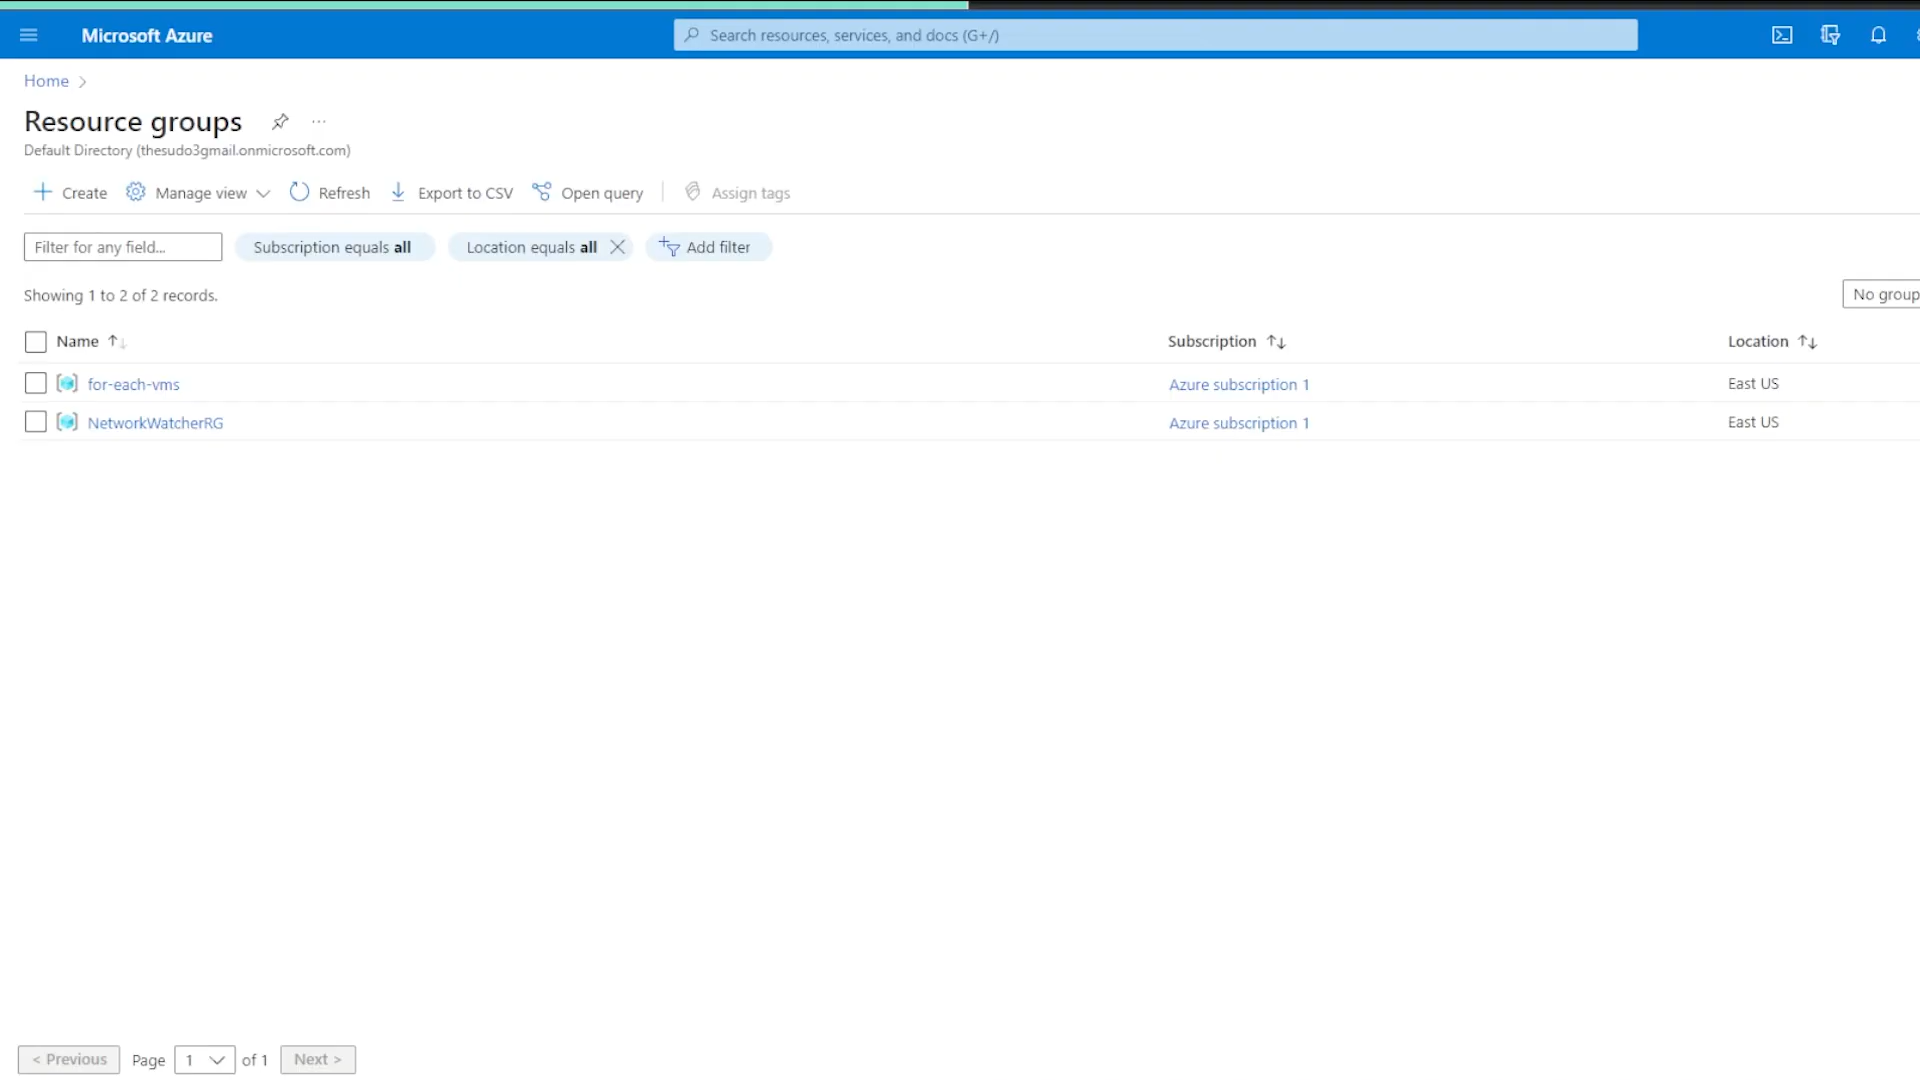 Microsoft Azure
Search resources, services, and docs (G+/)
Home
Resource groups
Default Directory (thesudo3gmail.onmicrosoft.com)
Create Manage view Refresh Export to CSV Open query Assign tags
Filter for any field... Subscription equals all Location equals all Add filter
Showing 1 to 2 of 2 records.
No group
Name Subscription Location
for-each-vms Azure subscription 1 East US
NetworkWatcherRG Azure subscription 1 East US
< Previous Page 1 of 1 Next >